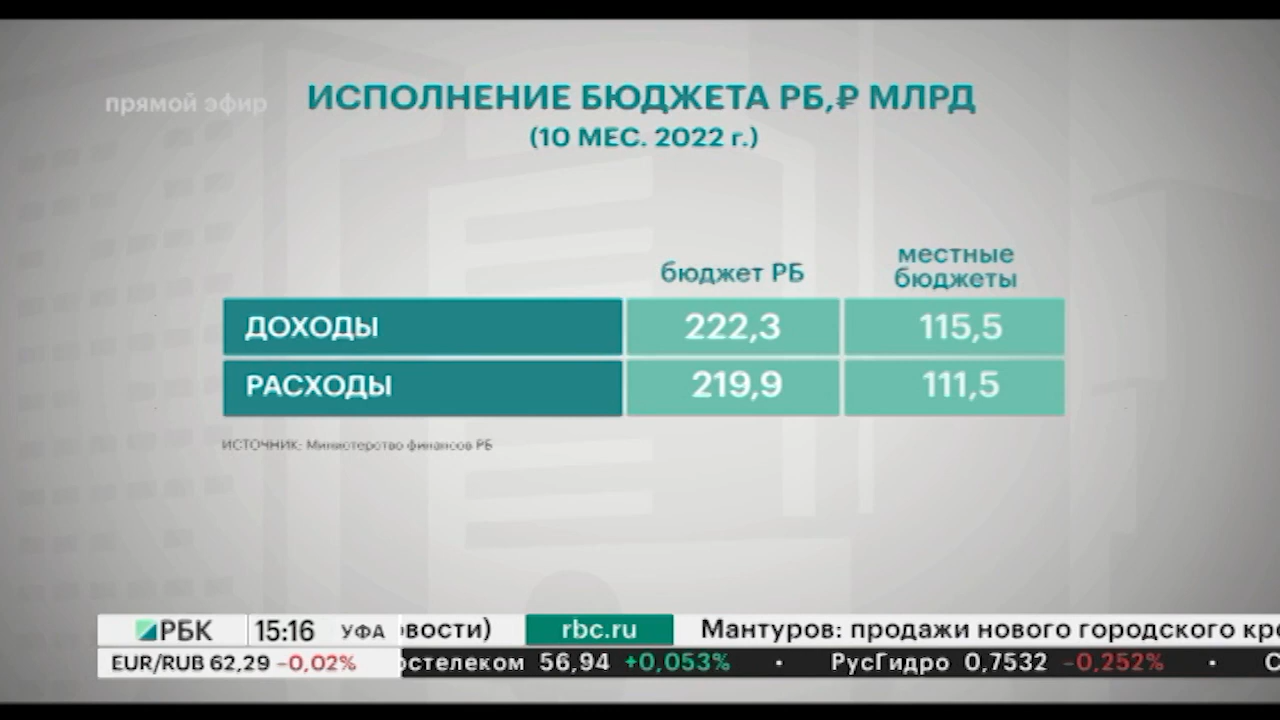 прямой эфир
ИСПОЛНЕНИЕ БЮДЖЕТА РБ,₽ МЛРД
(10 МЕС. 2022 г.)
бюджет РБ
местные
бюджеты
ДОХОДЫ 222,3 115,5
РАСХОДЫ 219,9 111,5
ИСТОЧНИК: Министерство финансов РБ
РБК 15:16 УФА вости) rbc.ru Мантуров: продажи нового городского кро
EUR/RUB 62,29 -0,02% остелеком 56,94 +0,053% • РусГидро 0,7532 -0,252% • С